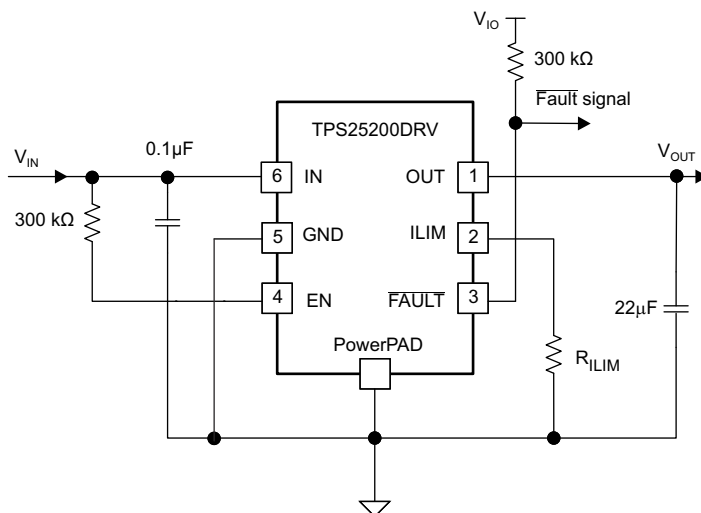 V_IO
300 kΩ
Fault signal
TPS25200DRV
V_IN
0.1µF
V_OUT
6 IN
OUT 1
300 kΩ
5 GND
ILIM 2
4 EN
FAULT 3
22µF
PowerPAD
R_ILIM